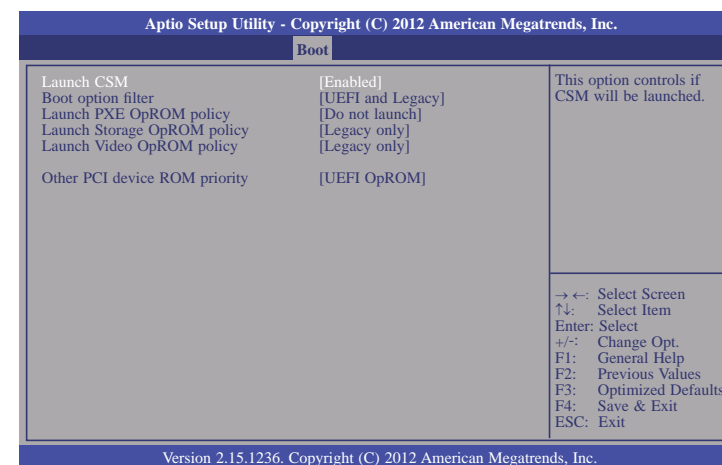 Aptio Setup Utility - Copyright (C) 2012 American Megatrends, Inc.
Boot
Launch CSM [Enabled]
Boot option filter [UEFI and Legacy]
Launch PXE OpROM policy [Do not launch]
Launch Storage OpROM policy [Legacy only]
Launch Video OpROM policy [Legacy only]
Other PCI device ROM priority [UEFI OpROM]
This option controls if
CSM will be launched.
→←: Select Screen
↑↓: Select Item
Enter: Select
+/-: Change Opt.
F1: General Help
F2: Previous Values
F3: Optimized Defaults
F4: Save & Exit
ESC: Exit
Version 2.15.1236. Copyright (C) 2012 American Megatrends, Inc.